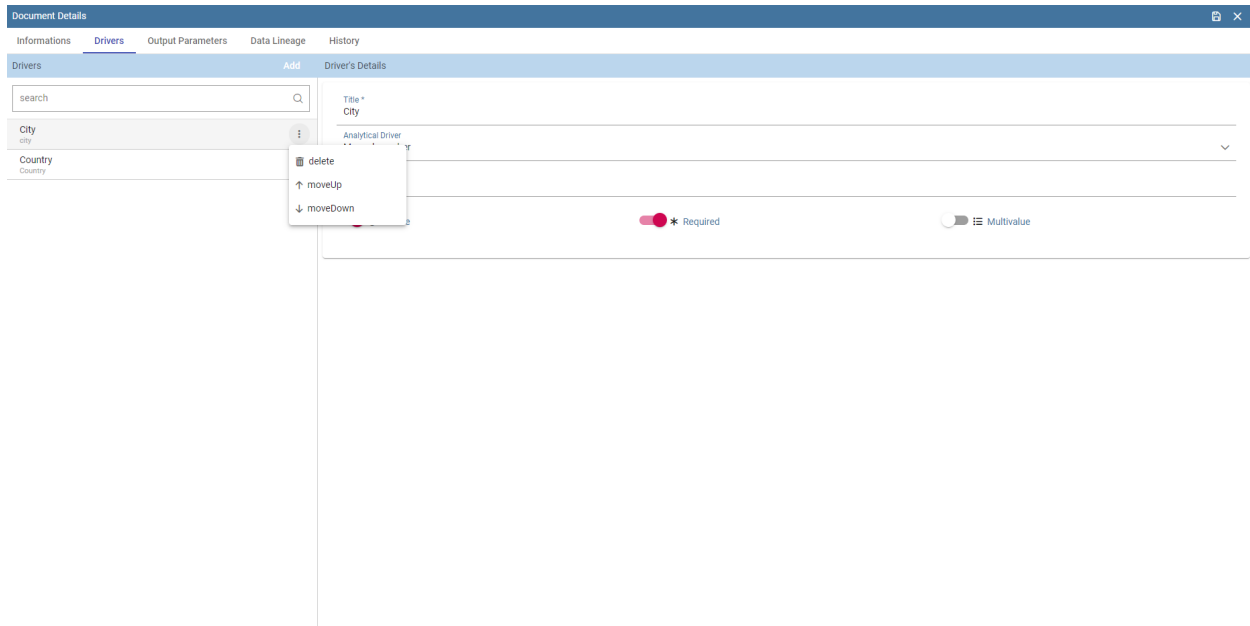 Document Details
Informations Drivers Output Parameters Data Lineage History
Drivers Add Driver's Details
search
Title *
City
City
city
Analytical Driver
Country
Country
delete
moveUp
moveDown
Required
Multivalue